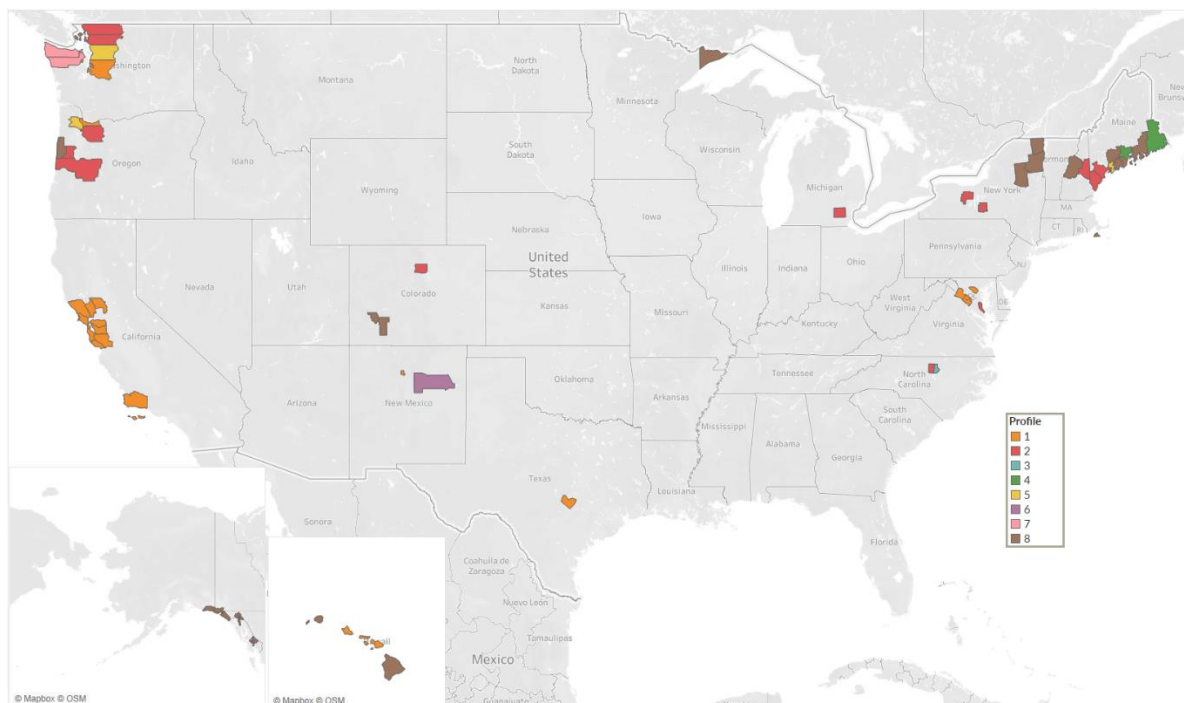 North
Dakota
Montana
Minnesota
Maine
New
Brunsw
South
Dakota
Wisconsin
Oregon
Idaho
Wyoming
Michigan
New York
MA
CT
RI
Iowa
Nebraska
Pennsylvania
NJ
United
States
Illinois
Indiana
Ohio
Nevada
Utah
Colorado
Kansas
Missouri
West
Virginia
DE
California
Virginia
Kentucky
Oklahoma
Tennessee
North
Carolina
Arizona
New Mexico
Arkansas
South
Carolina
Mississippi
Alabama
Georgia
Texas
Louisiana
Profile
1
2
3
4
5
6
7
8
Sonora
Florida
Coahuila de
Zaragoza
Nuevo León
Tamaulipas
Mexico
Guanajuato
© Mapbox © OSM
© Mapbox © OSM